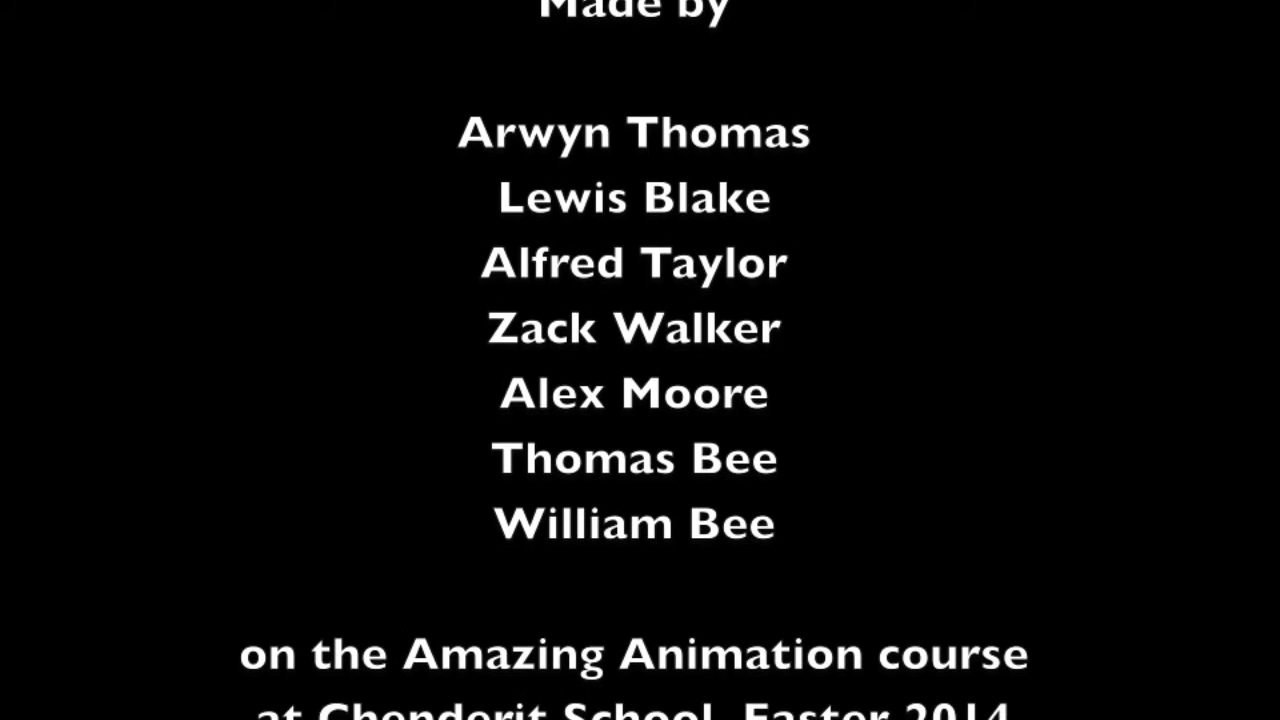 Made by
Arwyn Thomas
Lewis Blake
Alfred Taylor
Zack Walker
Alex Moore
Thomas Bee
William Bee
on the Amazing Animation course
at Chenderit School, Easter 2014